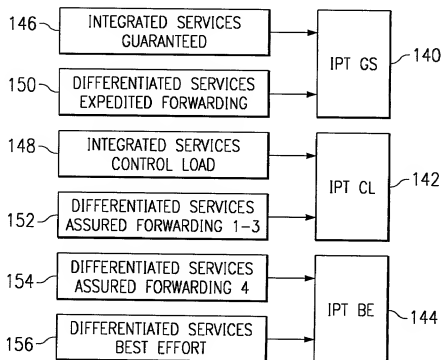 146
INTEGRATED SERVICES
GUARANTEED
IPT GS
140
150
DIFFERENTIATED SERVICES
EXPEDITED FORWARDING
148
INTEGRATED SERVICES
CONTROL LOAD
IPT CL
142
152
DIFFERENTIATED SERVICES
ASSURED FORWARDING 1-3
154
DIFFERENTIATED SERVICES
ASSURED FORWARDING 4
IPT BE
144
156
DIFFERENTIATED SERVICES
BEST EFFORT